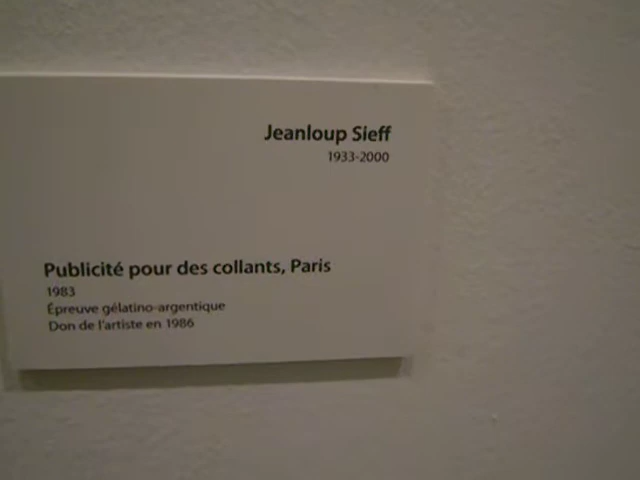 Jeanloup Sieff
1933-2000
Publicité pour des collants, Paris
1983
Épreuve gélatino-argentique
Don de l'artiste en 1986